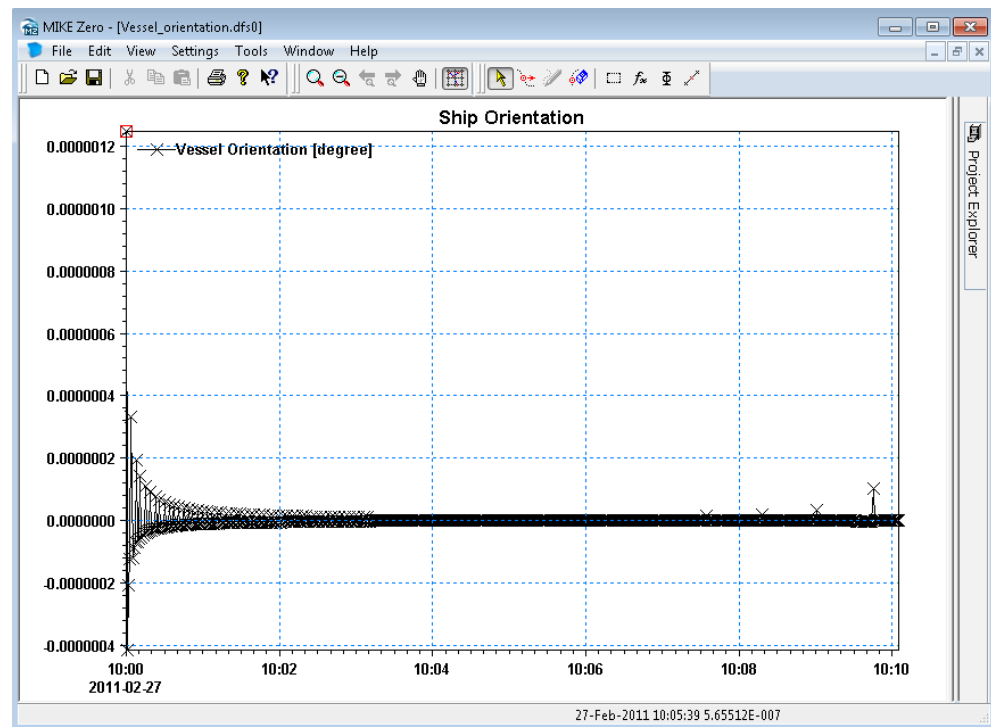 MIKE Zero - [Vessel_orientation.dfs0]
File Edit View Settings Tools Window Help
Ship Orientation
Vessel Orientation [degree]
0.0000012
0.0000010
0.0000008
0.0000006
0.0000004
0.0000002
0.0000000
-0.0000002
-0.0000004
10:00 10:02 10:04 10:06 10:08 10:10
2011-02-27
Project Explorer
27-Feb-2011 10:05:39 5.65512E-007